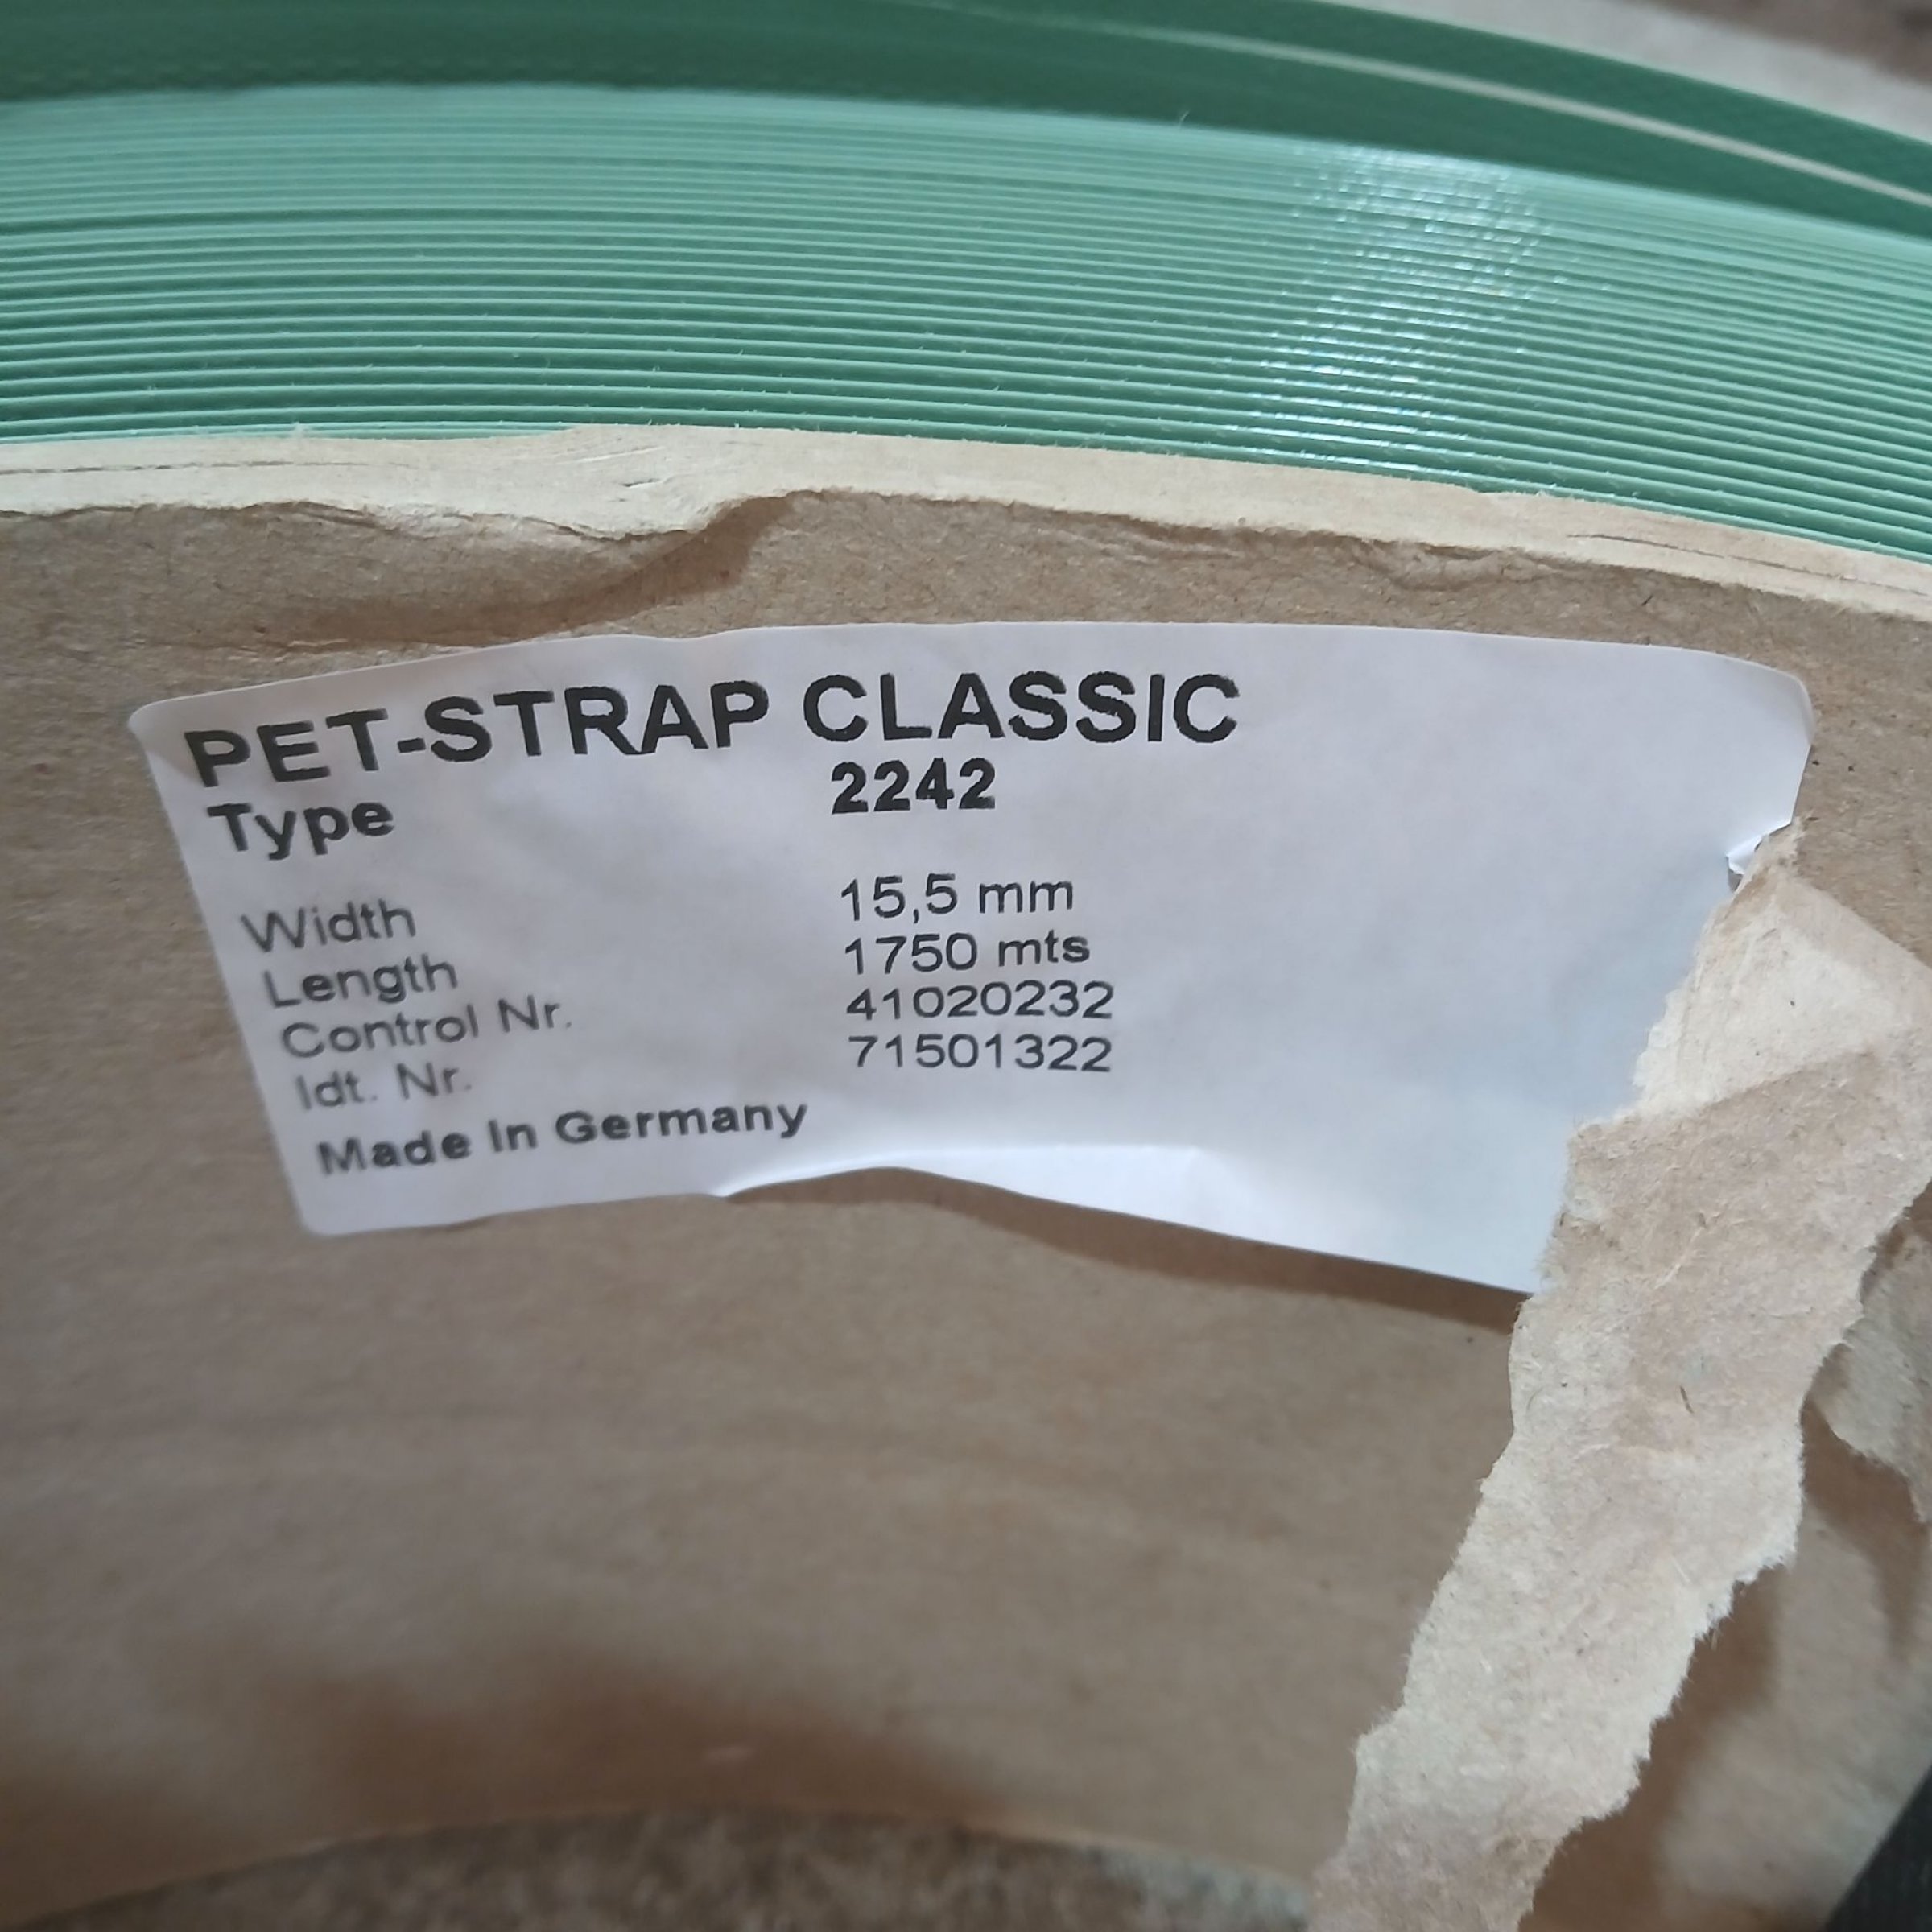 PET-STRAP CLASSIC
Type 2242
Width 15,5 mm
Length 1750 mts
Control Nr. 41020232
Idt. Nr. 71501322
Made In Germany